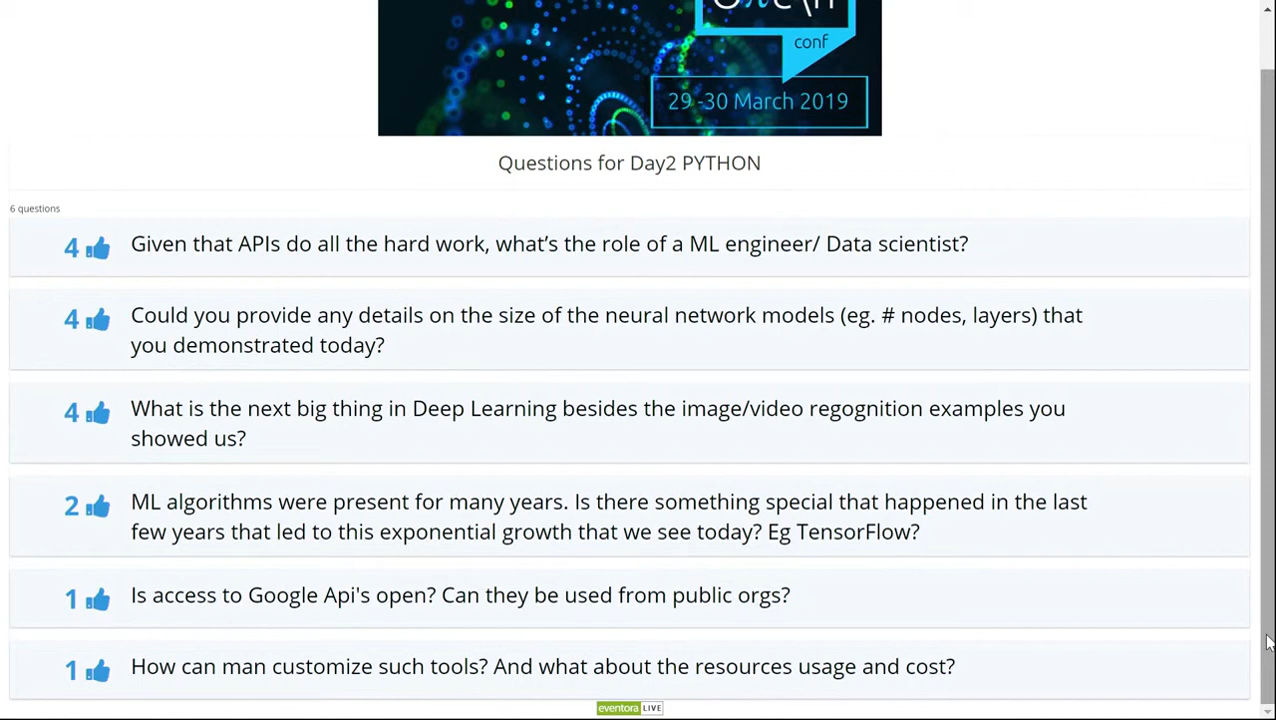 conf
29 -30 March 2019
Questions for Day2 PYTHON
6 questions
4 Given that APIs do all the hard work, what's the role of a ML engineer/ Data scientist?
4 Could you provide any details on the size of the neural network models (eg. # nodes, layers) that
you demonstrated today?
4 What is the next big thing in Deep Learning besides the image/video regognition examples you
showed us?
2 ML algorithms were present for many years. Is there something special that happened in the last
few years that led to this exponential growth that we see today? Eg TensorFlow?
1 Is access to Google Api's open? Can they be used from public orgs?
1 How can man customize such tools? And what about the resources usage and cost?
eventora LIVE